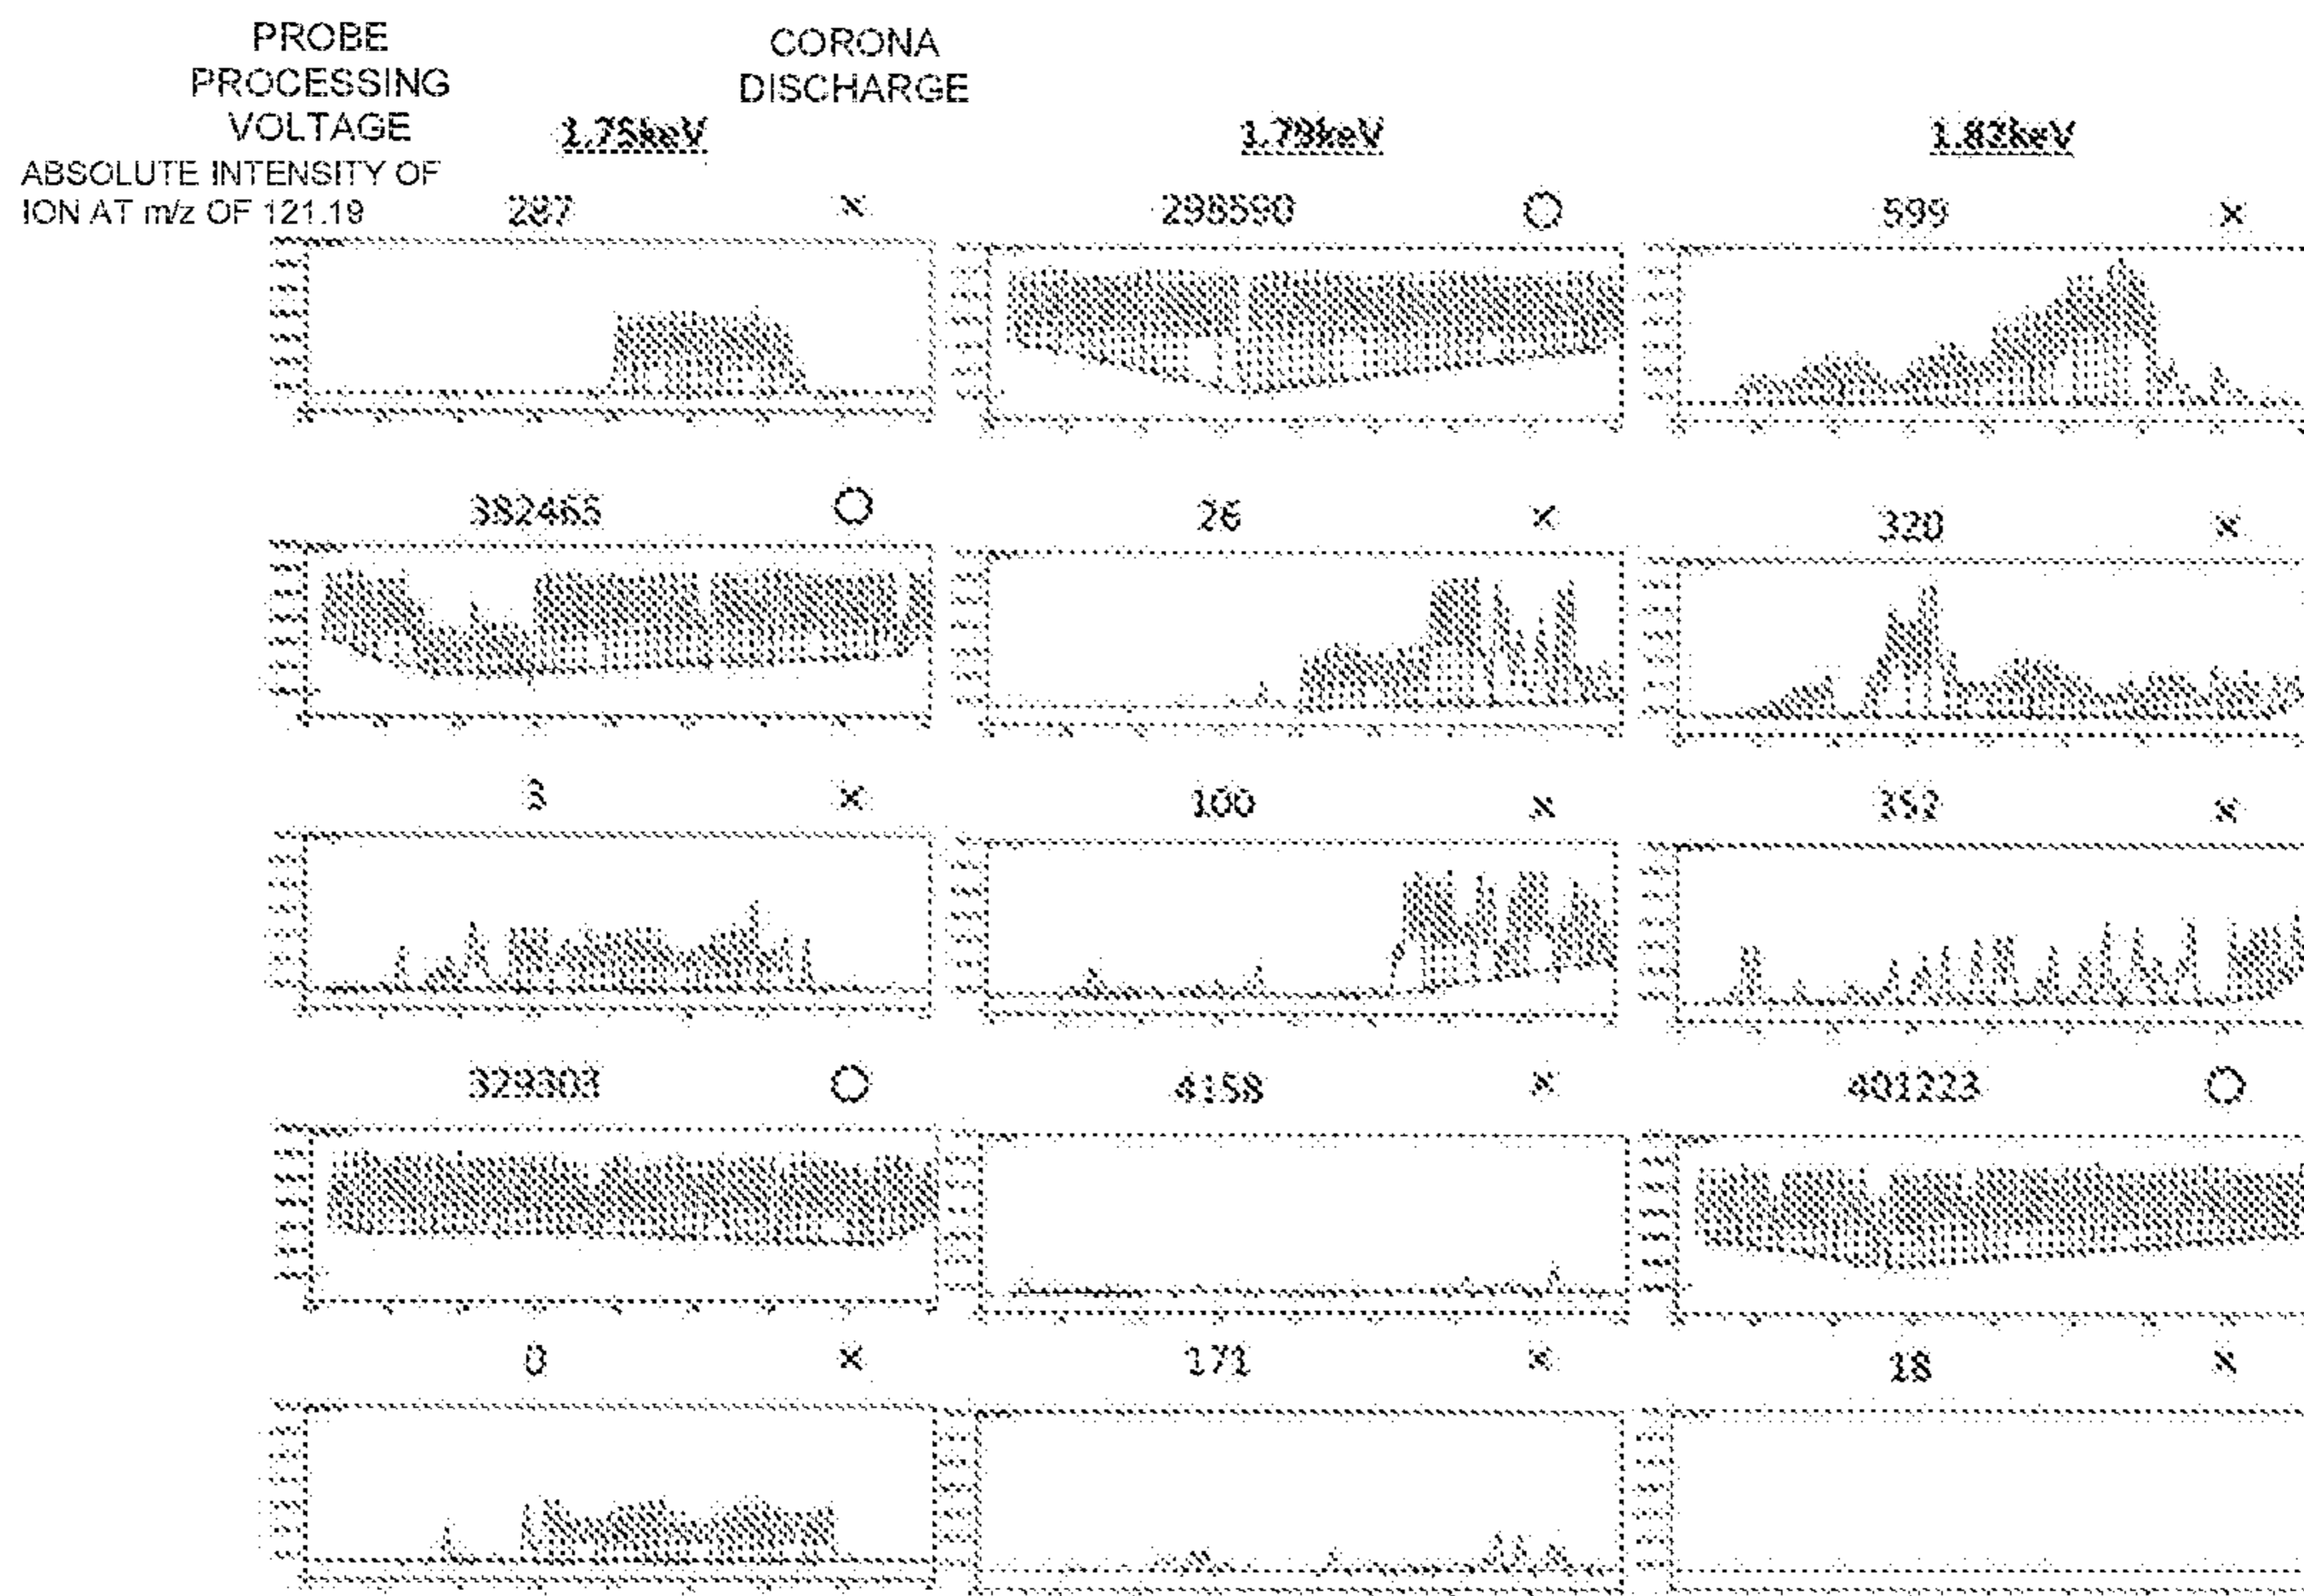 PROBE
PROCESSING
VOLTAGE
CORONA
DISCHARGE
1.75keV 1.79keV 1.82keV
ABSOLUTE INTENSITY OF
ION AT m/z OF 121.19
287 × 298590 ○ 599 ×
382465 ○ 26 × 320 ×
3 × 100 × 352 ×
329303 ○ 4158 × 401223 ○
0 × 171 × 18 ×